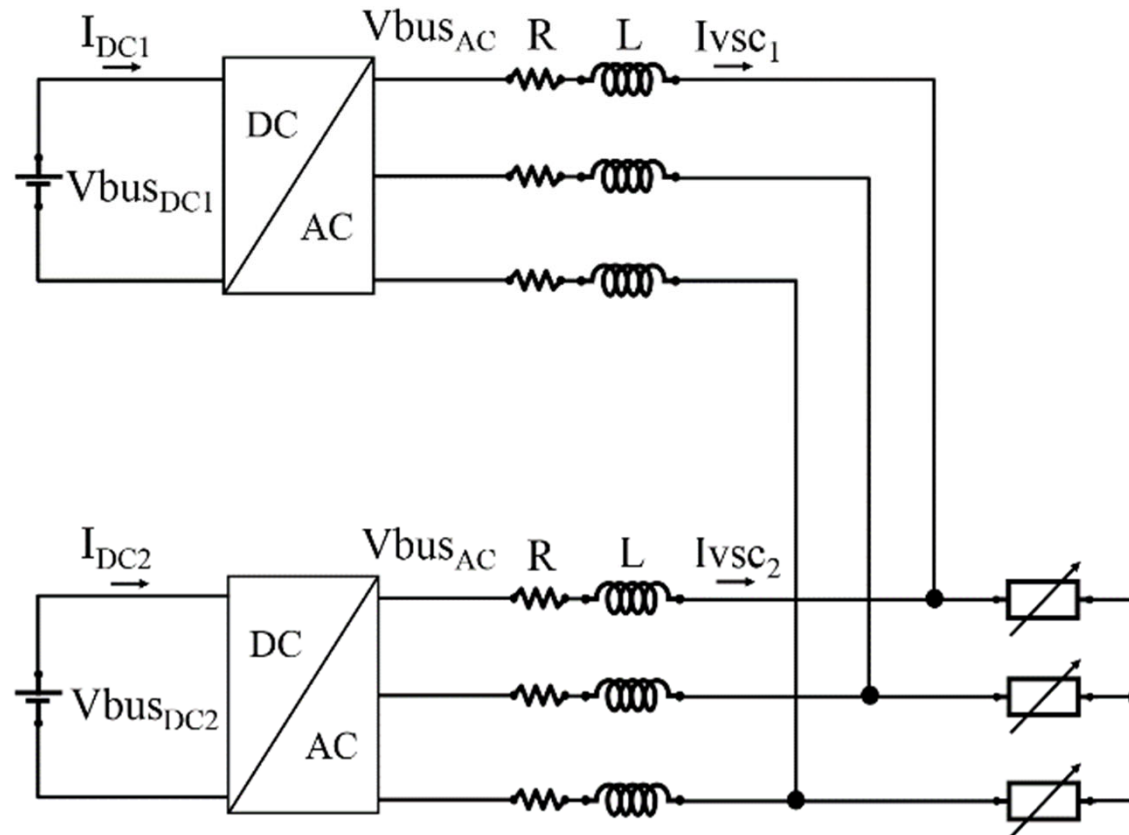 I_DC1
Vbus_AC R L Ivsc_1
DC
Vbus_DC1
AC
I_DC2
Vbus_AC R L Ivsc_2
DC
Vbus_DC2
AC